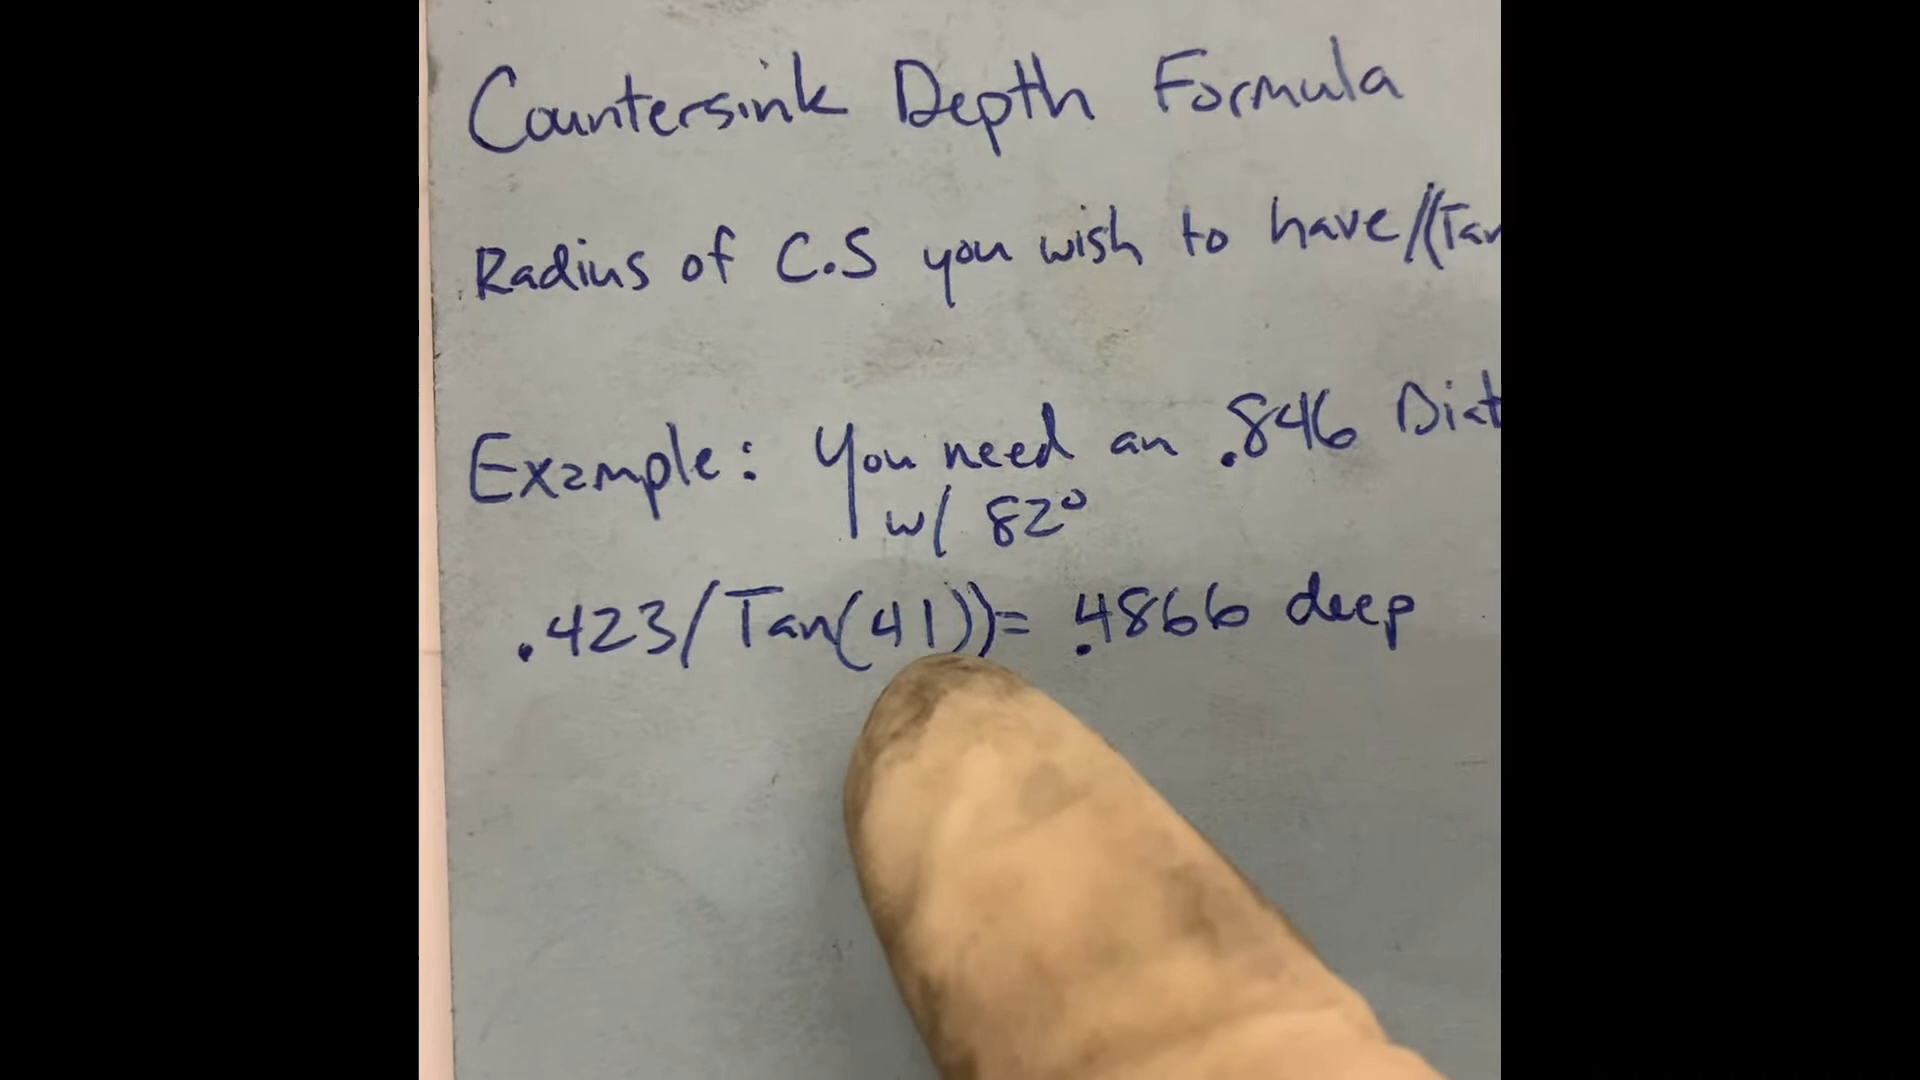 Countersink Depth Formula
Radius of C.S you wish to have/(Tan
Example: You need an .846 Dia
w/ 82°
.423/Tan(41))= .4866 deep